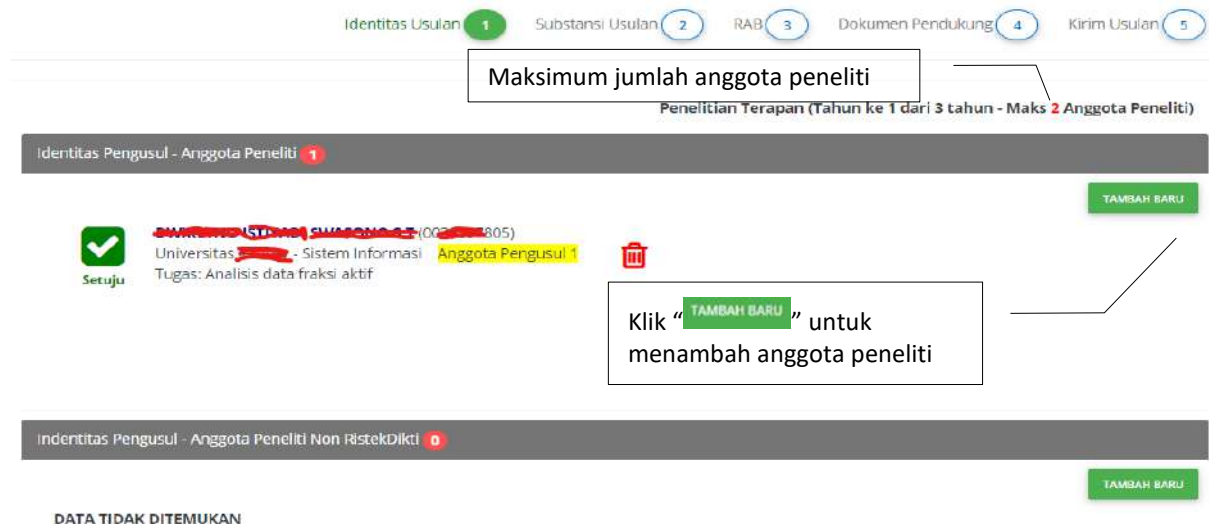 Identitas Usulan 1 Substansi Usulan 2 RAB 3 Dokumen Pendukung 4 Kirim Usulan 5
Maksimum jumlah anggota peneliti
Penelitian Terapan (Tahun ke 1 dari 3 tahun - Maks 2 Anggota Peneliti)
Identitas Pengusul - Anggota Peneliti 1
TAMBAH BARU
805)
Universitas - Sistem Informasi Anggota Pengusul 1
Setuju
Tugas: Analisis data fraksi aktif
Klik “TAMBAH BARU” untuk
menambah anggota peneliti
Indentitas Pengusul - Anggota Peneliti Non RistekDikti 0
TAMBAH BARU
DATA TIDAK DITEMUKAN